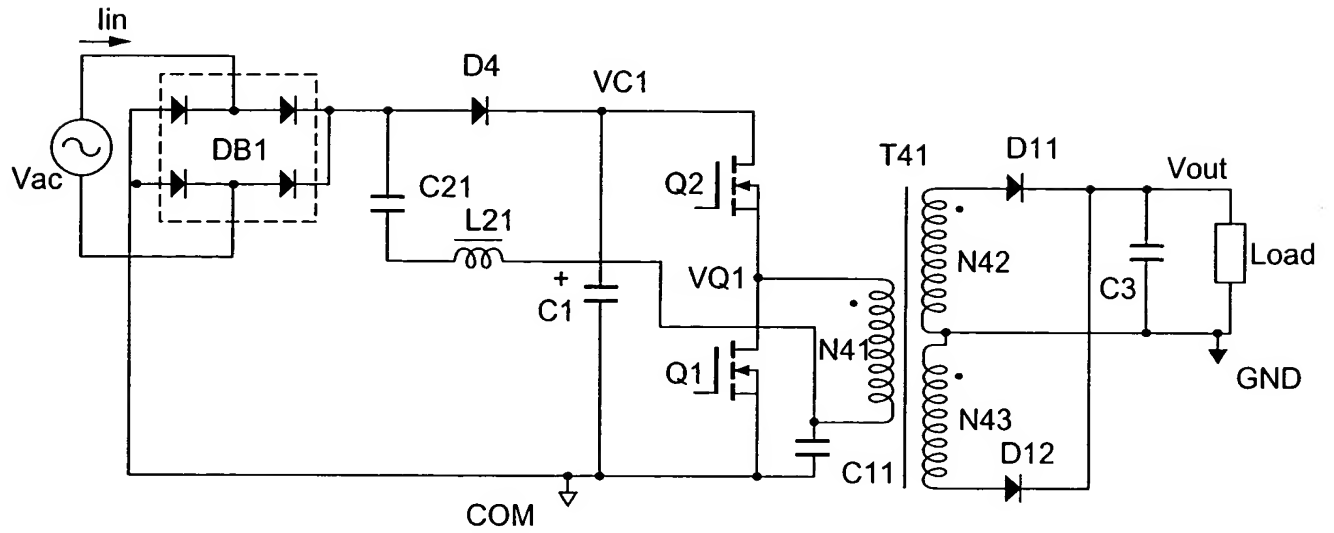 Iin
D4
VC1
DB1
Vac
C21
Q2
T41
D11
Vout
L21
+
C1
VQ1
N42
C3
Load
N41
Q1
GND
N43
D12
C11
COM